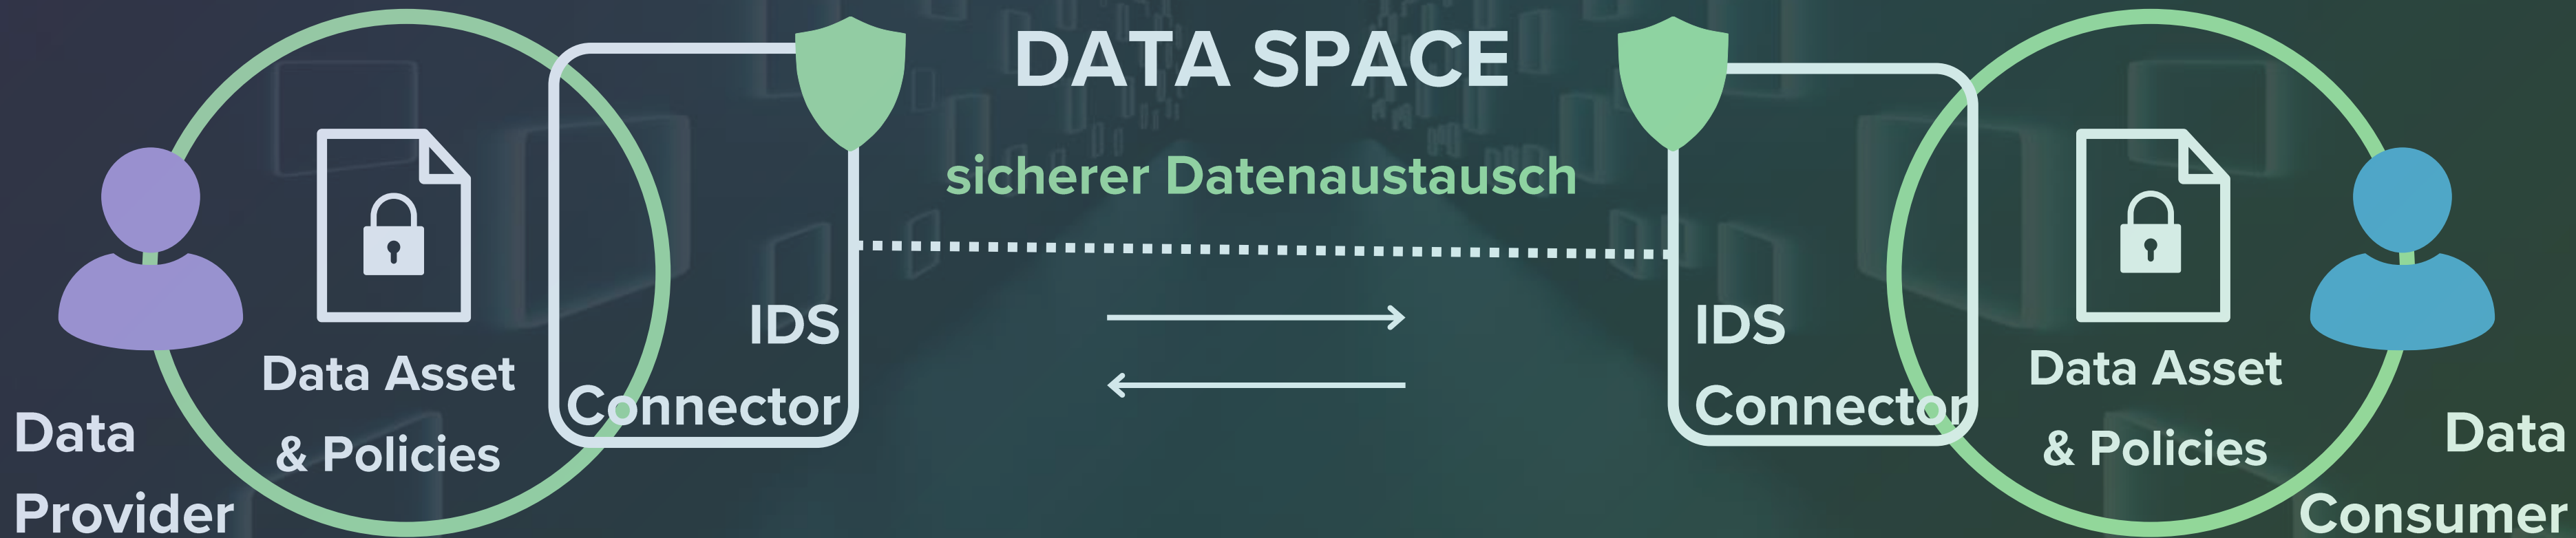 DATA SPACE
sicherer Datenaustausch
Data
Provider
Data Asset
& Policies
IDS
Connector
IDS
Connector
Data Asset
& Policies
Data
Consumer